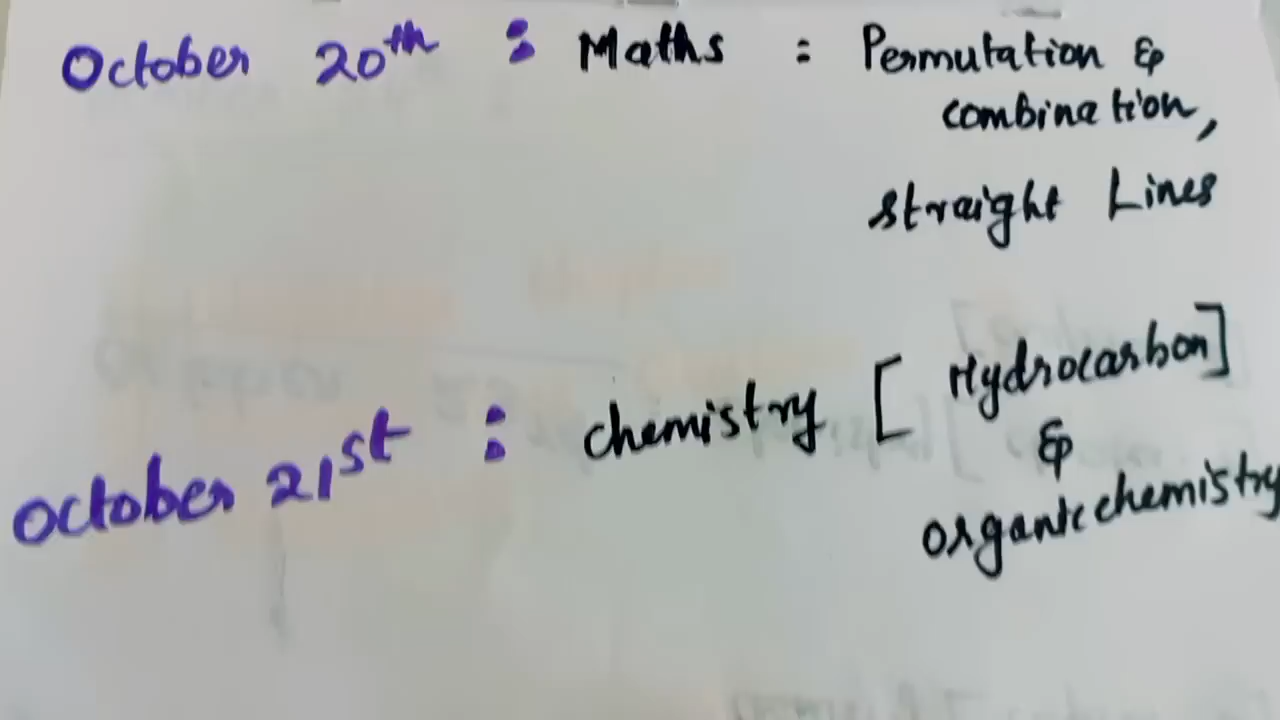 October 20th : Maths : Permutation &
combination,
straight Lines
October 21st : chemistry [ Hydrocarbon]
&
organic chemistry